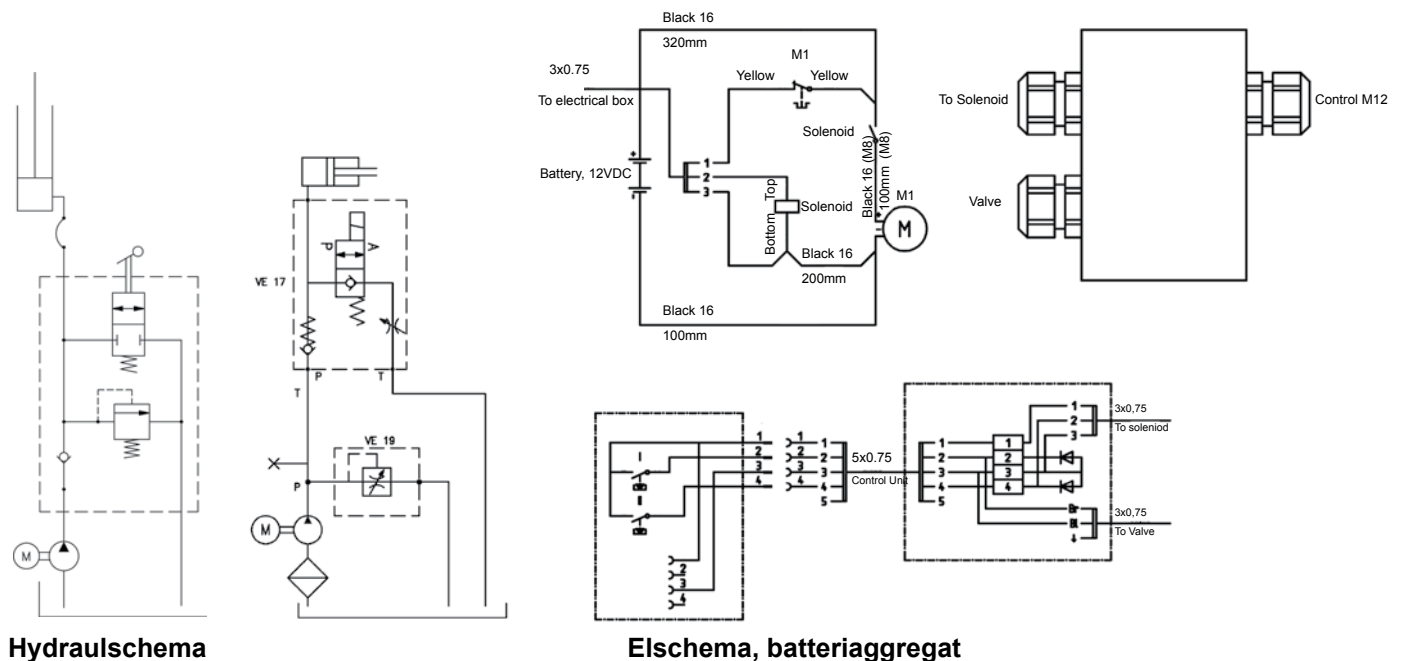 M
Hydraulschema
VE 17
A
P
P
T
T
VE 19
P
M
Black 16
320mm
M1
3x0.75
Yellow
Yellow
To electrical box
Solenoid
1
2
3
+
-
Battery, 12VDC
Top
Solenoid
Bottom
Black 16 (M8)
100mm (M8)
M1
+
-
M
Black 16
200mm
Black 16
100mm
To Solenoid
Control M12
Valve
I
II
1
2
3
4
1
2
3
4
1
2
3
4
5
2
3
4
5x0.75
Control Unit
1
2
3
4
5
1
2
3
4
1
2
3
3x0,75
To soleniod
Br
Bl
3x0,75
To Valve
Elschema, batteriaggregat